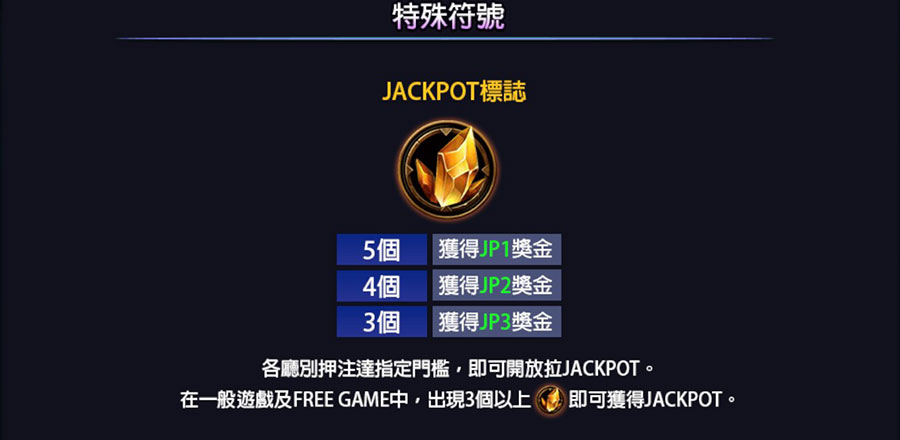 特殊符號
JACKPOT標誌
5個 獲得JP1獎金
4個 獲得JP2獎金
3個 獲得JP3獎金
各廳別押注達指定門檻，即可開放拉JACKPOT。
在一般遊戲及FREE GAME中，出現3個以上 即可獲得JACKPOT。